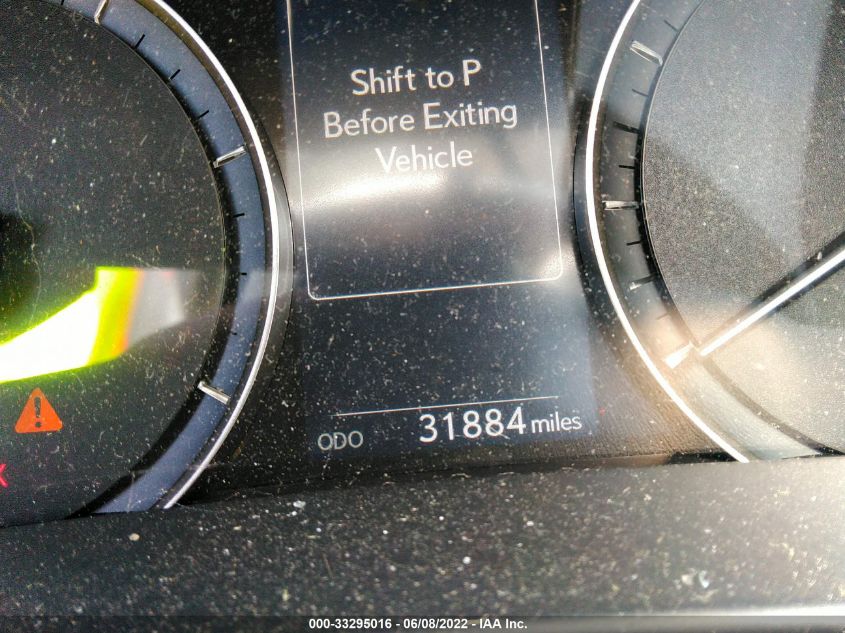 Shift to P
Before Exiting
Vehicle
ODO 31884 miles
000-33295016 - 06/08/2022 - IAA Inc.